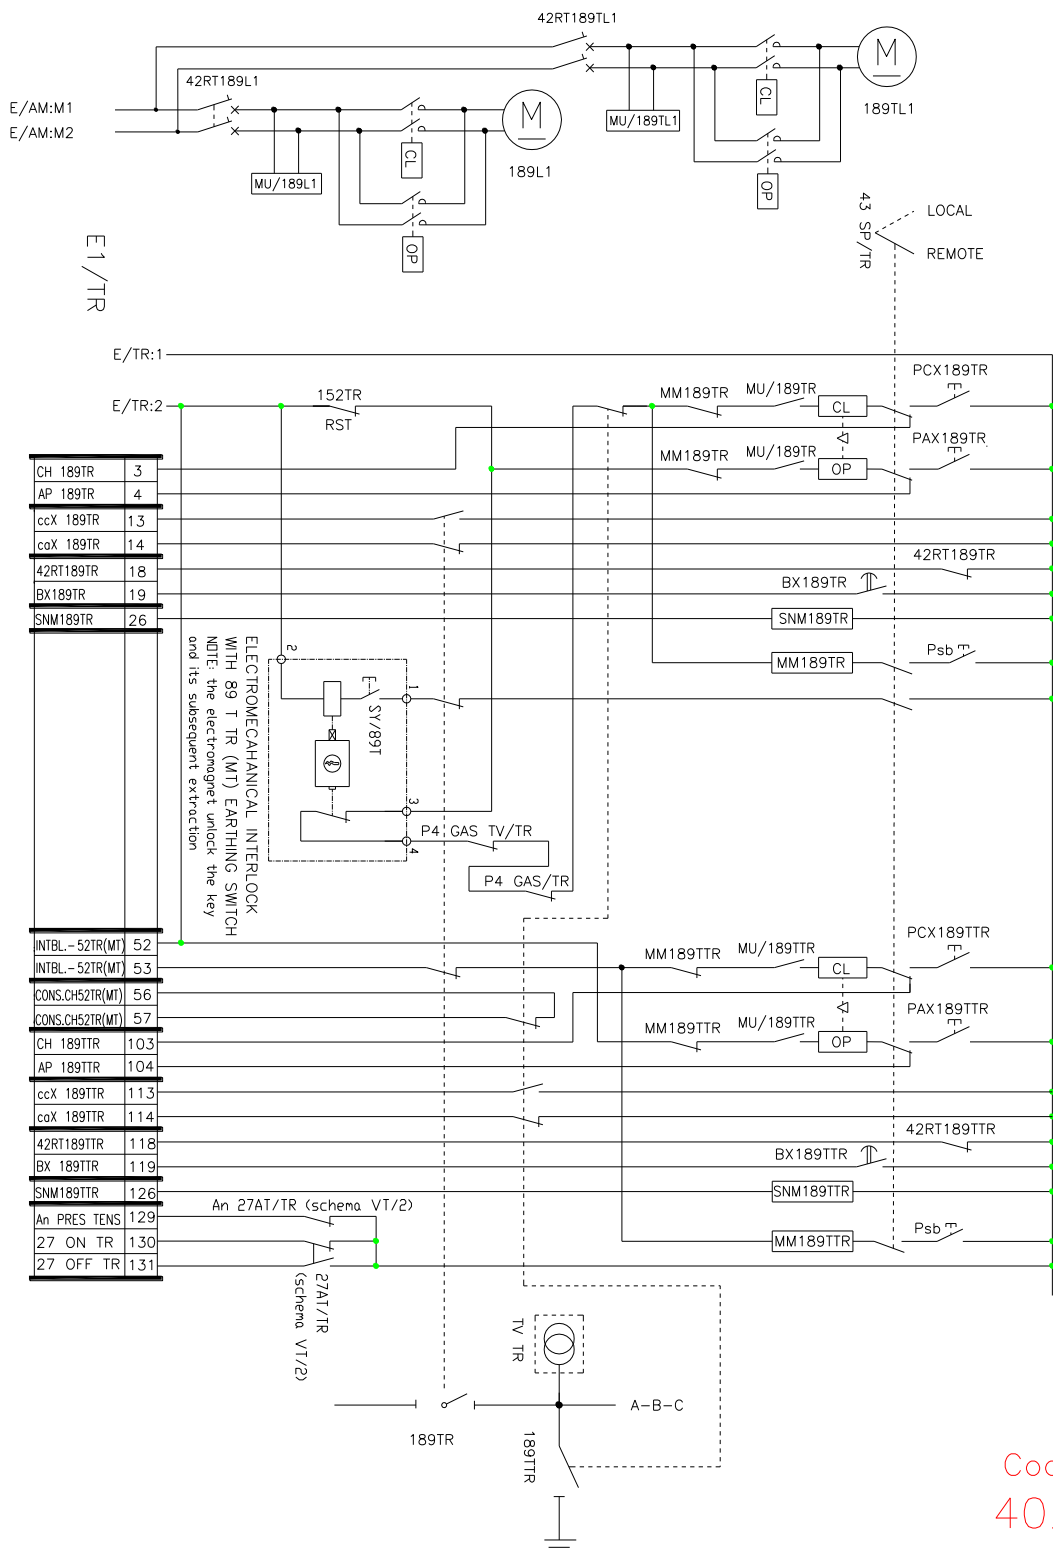 42RT189TL1
E/AM:M1
E/AM:M2
42RT189L1
M
189TL1
CL
MU/189TL1
OP
M
189L1
CL
MU/189L1
OP
43 SP/TR
LOCAL
REMOTE
E1/TR
E/TR:1
E/TR:2
152TR
RST
MM189TR
MU/189TR
CL
PCX189TR
MM189TR
MU/189TR
OP
PAX189TR
CH 189TR 3
AP 189TR 4
ccX 189TR 13
caX 189TR 14
42RT189TR 18
42RT189TR
BX189TR 19
BX189TR
SNM189TR 26
SNM189TR
MM189TR
Psb
2
1
SY/89T
3
4
ELECTROMECAHANICAL INTERLOCK
WITH 89 T TR (MT) EARTHING SWITCH
NOTE: the electromagnet unlock the key
and its subsequent extraction
P4 GAS TV/TR
P4 GAS/TR
INTBL.-52TR(MT) 52
INTBL.-52TR(MT) 53
MM189TTR
MU/189TTR
CL
PCX189TTR
CONS.CH52TR(MT) 56
CONS.CH52TR(MT) 57
MM189TTR
MU/189TTR
OP
PAX189TTR
CH 189TTR 103
AP 189TTR 104
ccX 189TTR 113
caX 189TTR 114
42RT189TTR 118
42RT189TTR
BX 189TTR 119
BX189TTR
SNM189TTR 126
SNM189TTR
An PRES TENS 129
An 27AT/TR (schema VT/2)
27 ON TR 130
27 OFF TR 131
MM189TTR
Psb
27AT/TR
(schema VT/2)
TV TR
A-B-C
189TR
189TTR